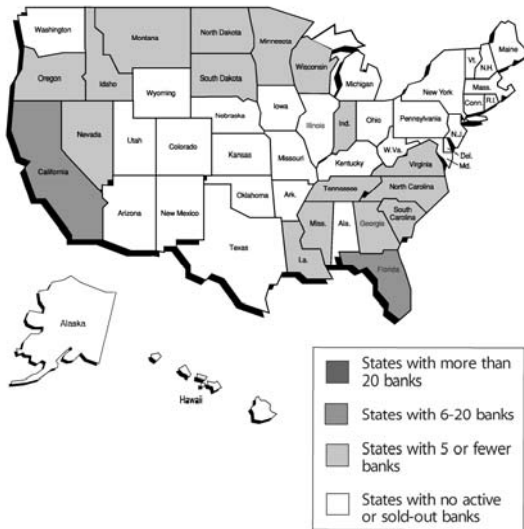 Washington
Montana
North Dakota
Minnesota
Maine
Vt.
N.H.
Oregon
Idaho
South Dakota
Wisconsin
Michigan
New York
Mass.
Conn.
R.I.
Wyoming
Iowa
Nebraska
Illinois
Ind.
Ohio
Pennsylvania
N.J.
Nevada
Utah
Colorado
Kansas
Missouri
W.Va.
Virginia
Del.
Md.
California
Kentucky
Tennessee
North Carolina
Arizona
New Mexico
Oklahoma
Ark.
South
Carolina
Miss.
Ala.
Georgia
Texas
La.
Florida
Alaska
Hawaii
States with more than
20 banks
States with 6-20 banks
States with 5 or fewer
banks
States with no active
or sold-out banks